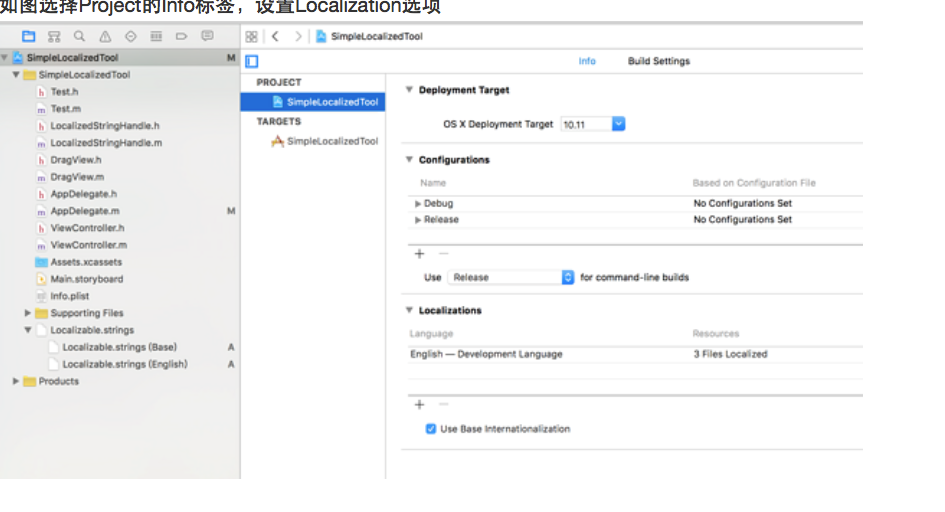 如图选择Project的Info标签，设置Localization选项
SimpleLocalizedTool
SimpleLocalizedTool M
SimpleLocalizedTool
h Test.h
m Test.m
h LocalizedStringHandle.h
m LocalizedStringHandle.m
h DragView.h
m DragView.m
h AppDelegate.h
m AppDelegate.m M
h ViewController.h
m ViewController.m
Assets.xcassets
Main.storyboard
Info.plist
Supporting Files
Localizable.strings
Localizable.strings (Base) A
Localizable.strings (English) A
Products
Info Build Settings
PROJECT
SimpleLocalizedTool
TARGETS
SimpleLocalizedTool
Deployment Target
OS X Deployment Target 10.11
Configurations
Name Based on Configuration File
Debug No Configurations Set
Release No Configurations Set
Use Release for command-line builds
Localizations
Language Resources
English — Development Language 3 Files Localized
Use Base Internationalization